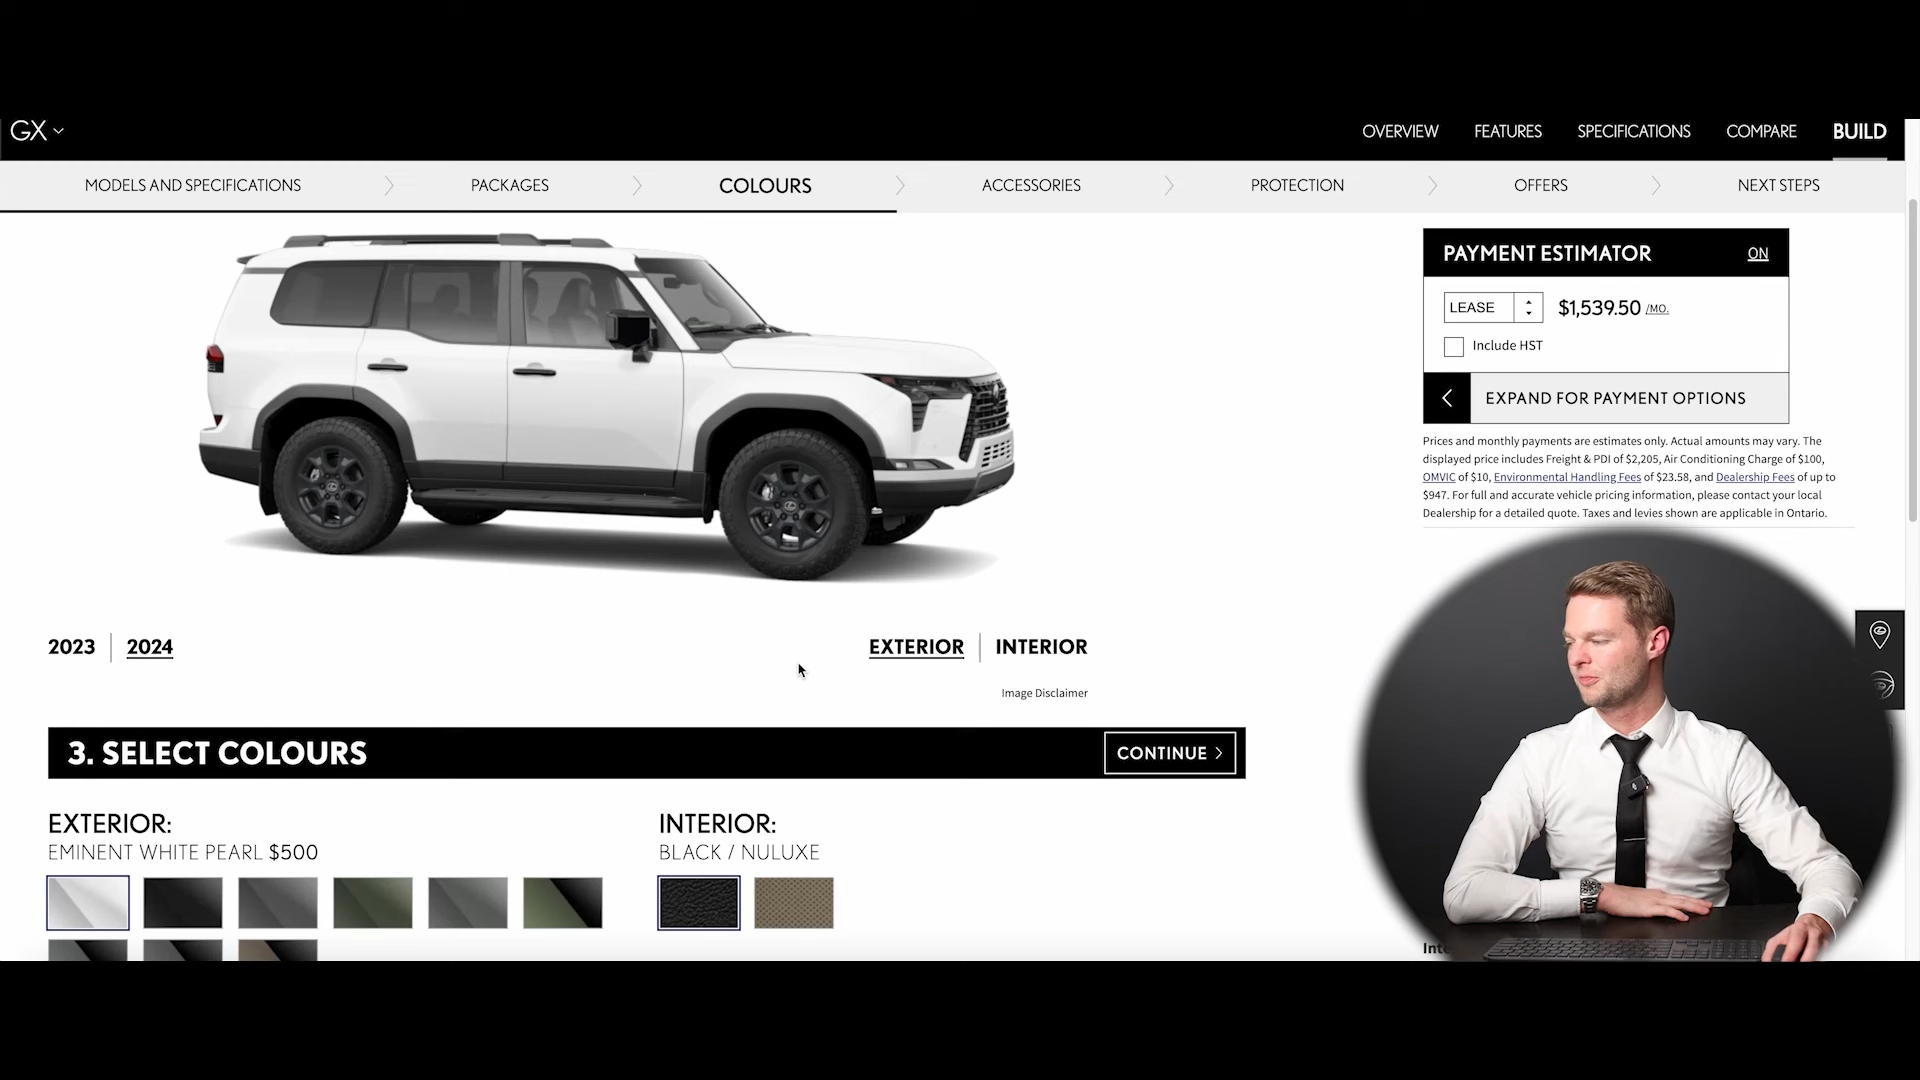 GX
OVERVIEW
FEATURES
SPECIFICATIONS
COMPARE
BUILD
MODELS AND SPECIFICATIONS
PACKAGES
COLOURS
ACCESSORIES
PROTECTION
OFFERS
NEXT STEPS
PAYMENT ESTIMATOR
ON
LEASE
$1,539.50 /MO.
Include HST
EXPAND FOR PAYMENT OPTIONS
Prices and monthly payments are estimates only. Actual amounts may vary. The
displayed price includes Freight & PDI of $2,205, Air Conditioning Charge of $100,
OMVIC of $10, Environmental Handling Fees of $23.58, and Dealership Fees of up to
$947. For full and accurate vehicle pricing information, please contact your local
Dealership for a detailed quote. Taxes and levies shown are applicable in Ontario.
2023
2024
EXTERIOR
INTERIOR
Image Disclaimer
3. SELECT COLOURS
CONTINUE
EXTERIOR:
EMINENT WHITE PEARL $500
INTERIOR:
BLACK / NULUXE